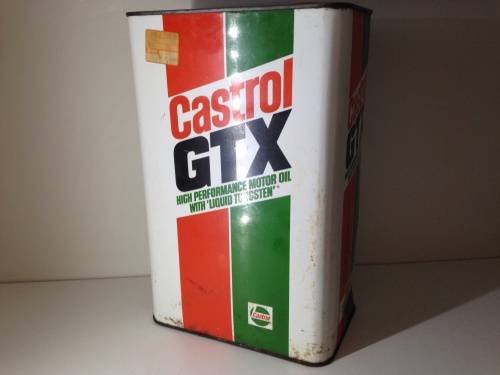 Castrol
GTX
HIGH PERFORMANCE MOTOR OIL
WITH 'LIQUID TUNGSTEN'*
Castrol